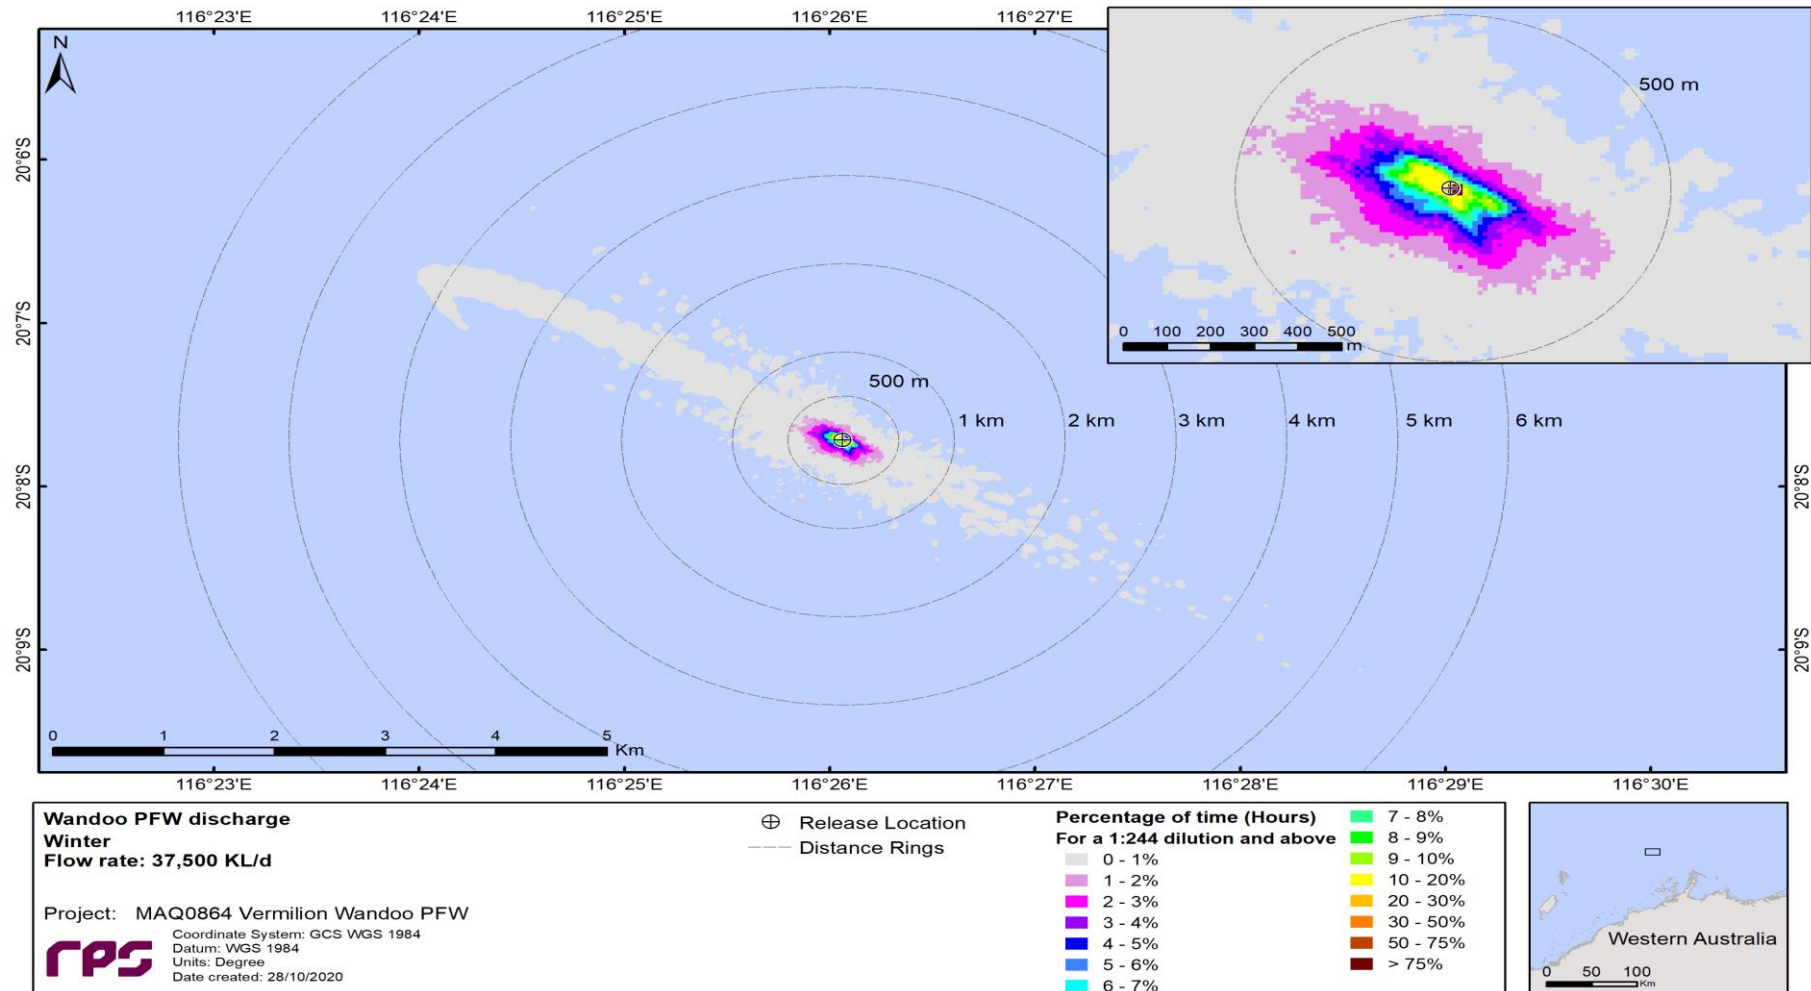 116°23'E 116°24'E 116°25'E 116°26'E 116°27'E
N
500 m
0 100 200 300 400 500 m
20°6'S
20°7'S
20°8'S
20°9'S
500 m
1 km 2 km 3 km 4 km 5 km 6 km
20°8'S
20°9'S
0 1 2 3 4 5 Km
116°23'E 116°24'E 116°25'E 116°26'E 116°27'E 116°28'E 116°29'E 116°30'E
Wandoo PFW discharge
Winter
Flow rate: 37,500 KL/d
Project: MAQ0864 Vermilion Wandoo PFW
rps
Coordinate System: GCS WGS 1984
Datum: WGS 1984
Units: Degree
Date created: 28/10/2020
Release Location
Distance Rings
Percentage of time (Hours)
For a 1:244 dilution and above
0 - 1%
1 - 2%
2 - 3%
3 - 4%
4 - 5%
5 - 6%
6 - 7%
7 - 8%
8 - 9%
9 - 10%
10 - 20%
20 - 30%
30 - 50%
50 - 75%
> 75%
Western Australia
0 50 100 Km